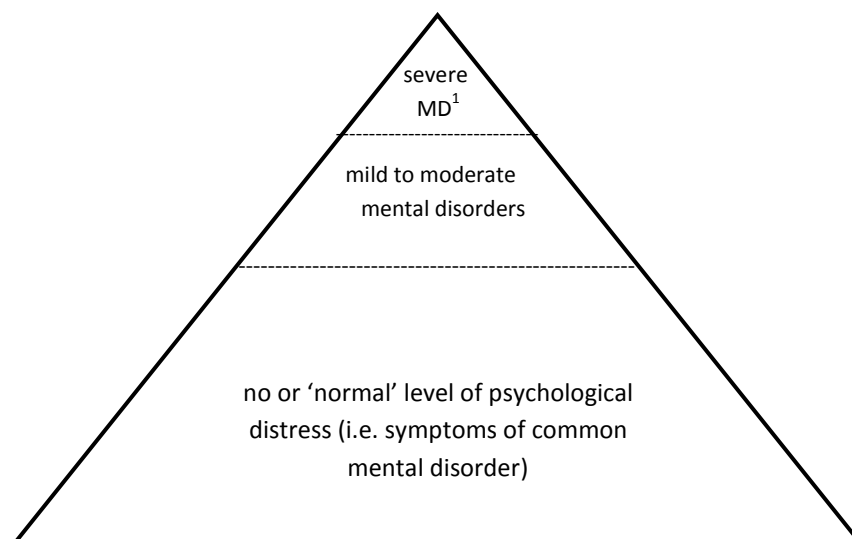 severe
MD¹
mild to moderate
mental disorders
no or ‘normal’ level of psychological
distress (i.e. symptoms of common
mental disorder)